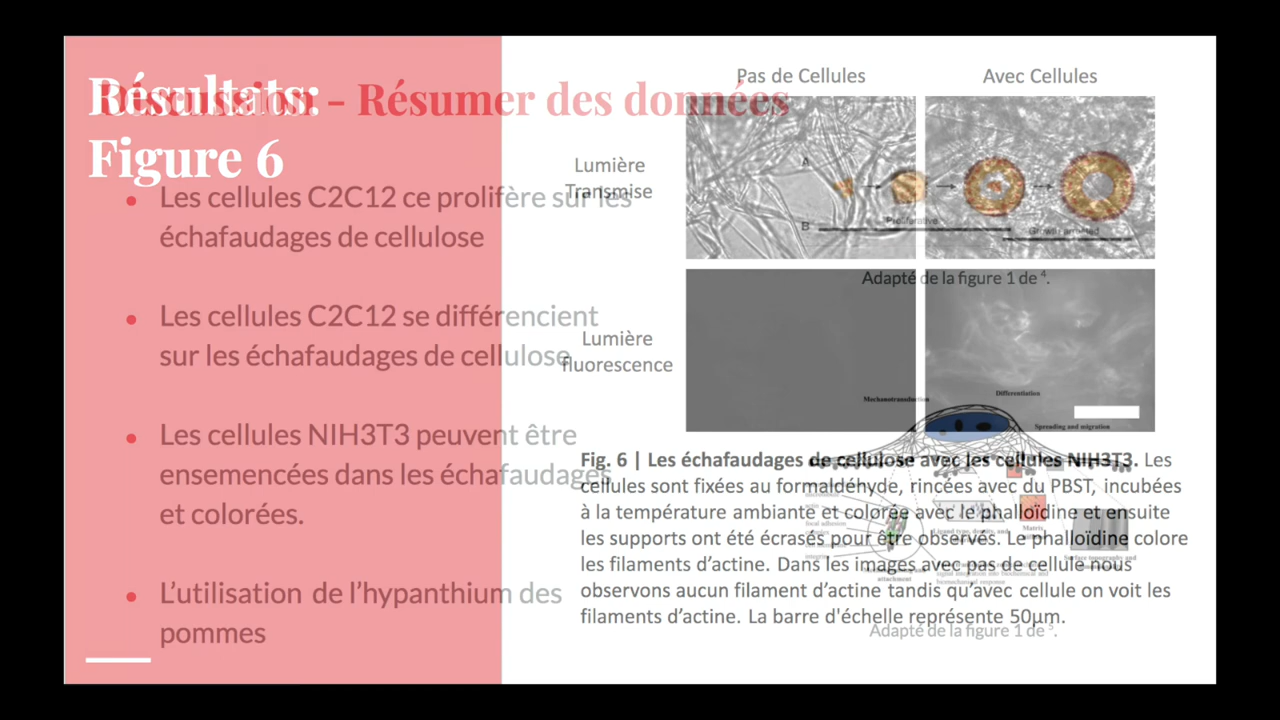 Résultats:
Figure 6
Discussion – Résumer des données
Les cellules C2C12 ce prolifère sur les
échafaudages de cellulose
Les cellules C2C12 se différencient
sur les échafaudages de cellulose
Les cellules NIH3T3 peuvent être
ensemencées dans les échafaudages
et colorées.
L'utilisation de l'hypanthium des
pommes
Pas de Cellules
Avec Cellules
Lumière
Transmise
A
B
Proliferative
Growth arrested
Adapté de la figure 1 de 4.
Lumière
fluorescence
Mechanotransduction
Differentiation
Spreading and migration
Fig. 6 | Les échafaudages de cellulose avec les cellules NIH3T3. Les
cellules sont fixées au formaldéhyde, rincées avec du PBST, incubées
à la température ambiante et colorée avec le phalloïdine et ensuite
les supports ont été écrasés pour être observés. Le phalloïdine colore
les filaments d'actine. Dans les images avec pas de cellule nous
observons aucun filament d'actine tandis qu'avec cellule on voit les
filaments d'actine. La barre d'échelle représente 50µm.
focal adhesion
attachment
Matrix
biomechanical response
Adapté de la figure 1 de 5.